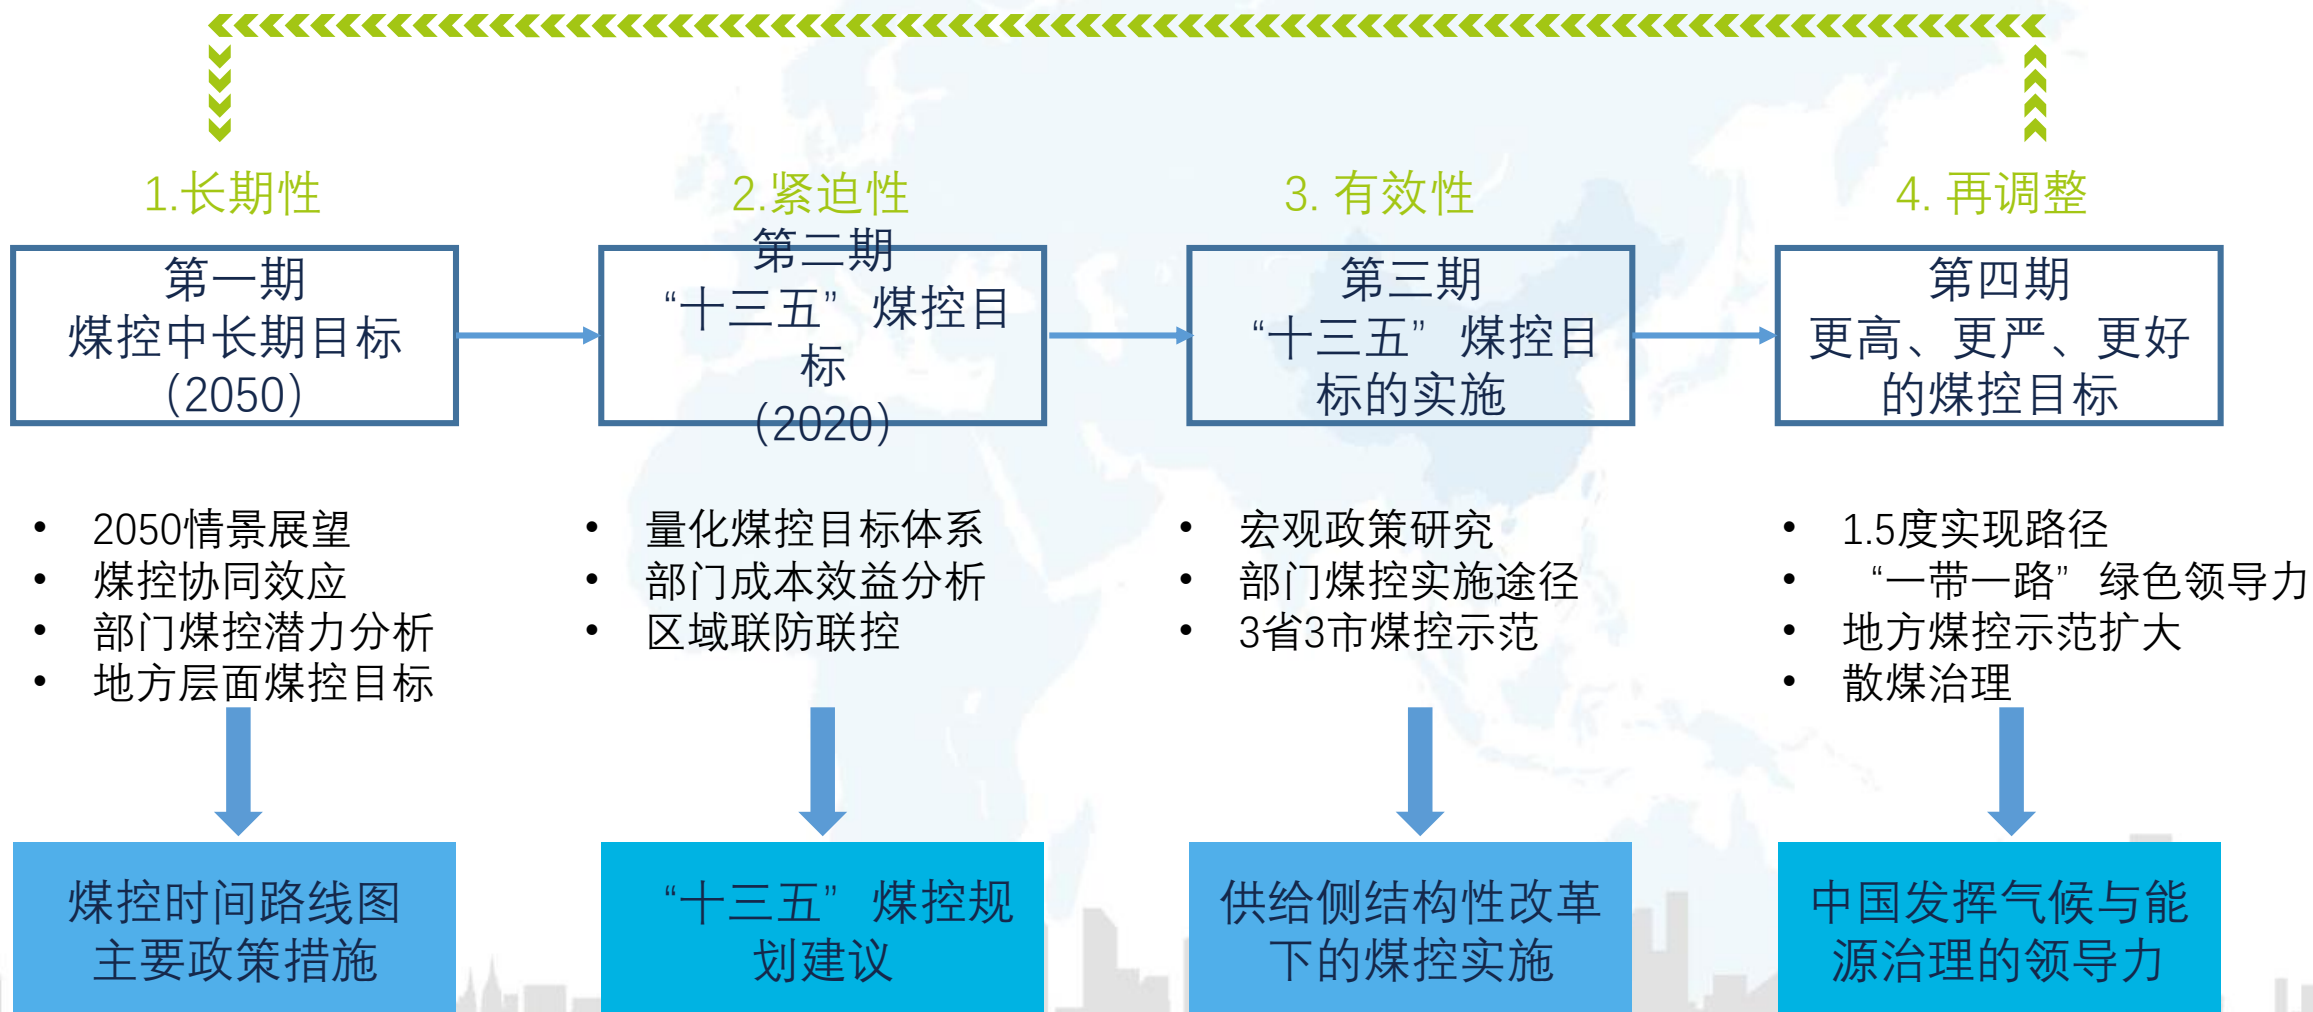 1.长期性
第一期
煤控中长期目标
(2050)
• 2050情景展望
• 煤控协同效应
• 部门煤控潜力分析
• 地方层面煤控目标
煤控时间路线图
主要政策措施
2.紧迫性
第二期
“十三五” 煤控目
标
(2020)
• 量化煤控目标体系
• 部门成本效益分析
• 区域联防联控
“十三五” 煤控规
划建议
3. 有效性
第三期
“十三五” 煤控目
标的实施
• 宏观政策研究
• 部门煤控实施途径
• 3省3市煤控示范
供给侧结构性改革
下的煤控实施
4. 再调整
第四期
更高、更严、更好
的煤控目标
• 1.5度实现路径
• “一带一路” 绿色领导力
• 地方煤控示范扩大
• 散煤治理
中国发挥气候与能
源治理的领导力